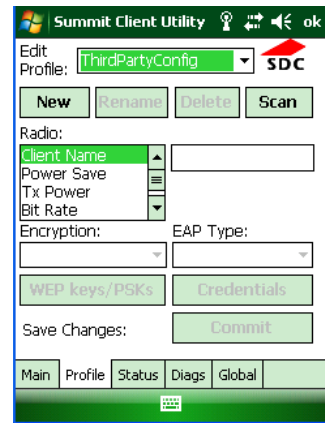 Summit Client Utility ok
Edit
Profile: ThirdPartyConfig
SDC
New Rename Delete Scan
Radio:
Client Name
Power Save
Tx Power
Bit Rate
Encryption: EAP Type:
WEP keys/PSKs Credentials
Save Changes: Commit
Main Profile Status Diags Global